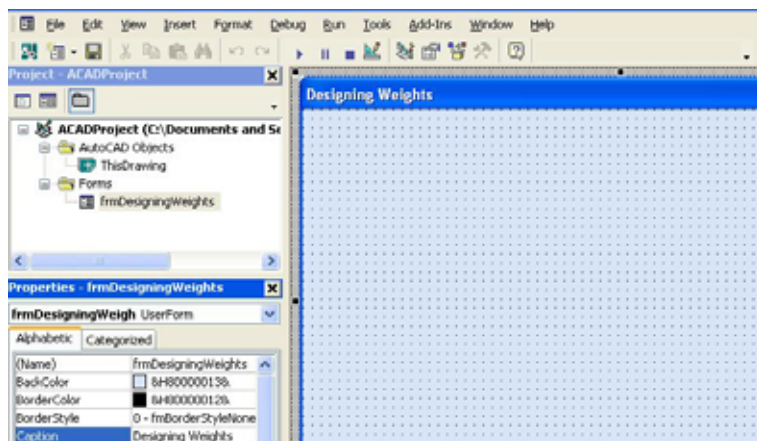 File Edit View Insert Format Debug Run Tools Add-Ins Window Help
Project - ACADProject
Designing Weights
ACADProject (C:\Documents and Se
AutoCAD Objects
ThisDrawing
Forms
frmDesigningWeights
Properties - frmDesigningWeights
frmDesigningWeigh UserForm
Alphabetic Categorized
(Name) frmDesigningWeights
BackColor &H80000013&
BorderColor &H80000012&
BorderStyle 0 - fmBorderStyleNone
Caption Designing Weights